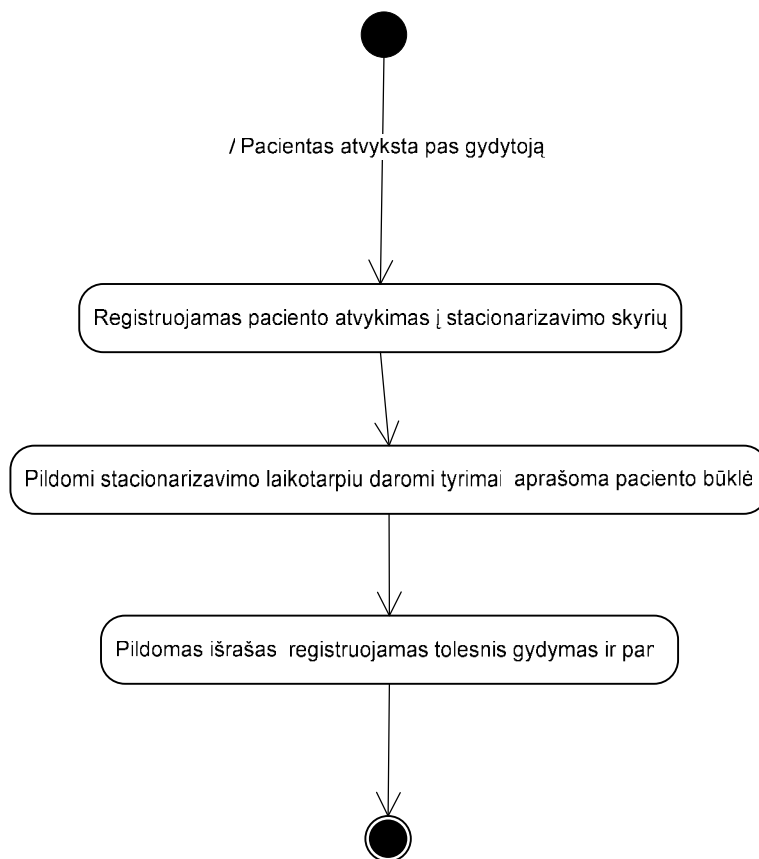 / Pacientas atvyksta pas gydytoją
Registruojamas paciento atvykimas į stacionarizavimo skyrių
Pildomi stacionarizavimo laikotarpiu daromi tyrimai aprašoma paciento būklė
Pildomas išrašas registruojamas tolesnis gydymas ir pan